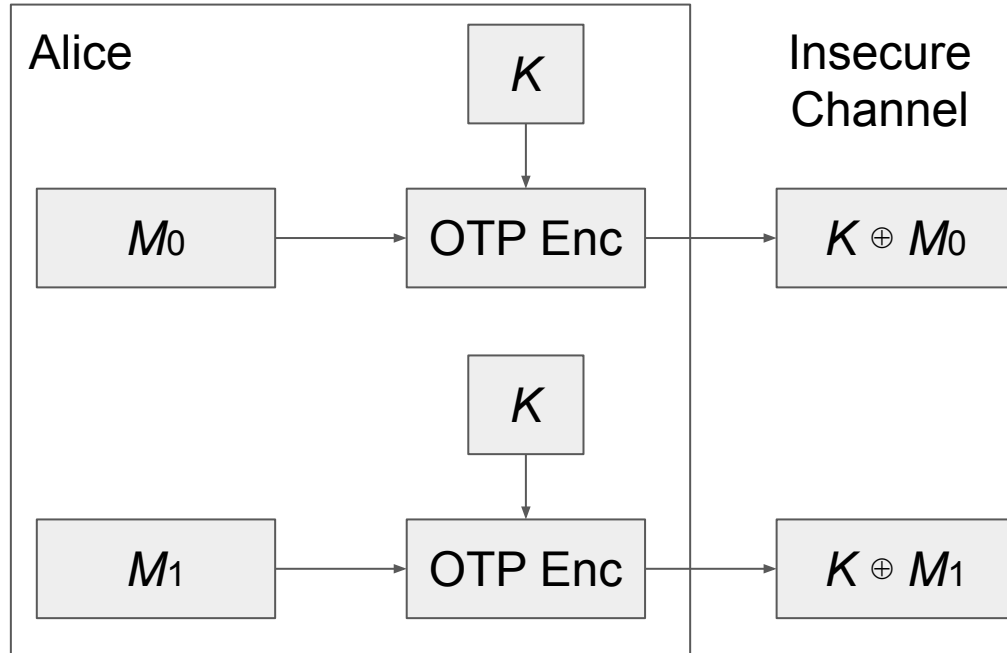 Alice
K
Insecure
Channel
M0
OTP Enc
K ⊕ M0
K
M1
OTP Enc
K ⊕ M1